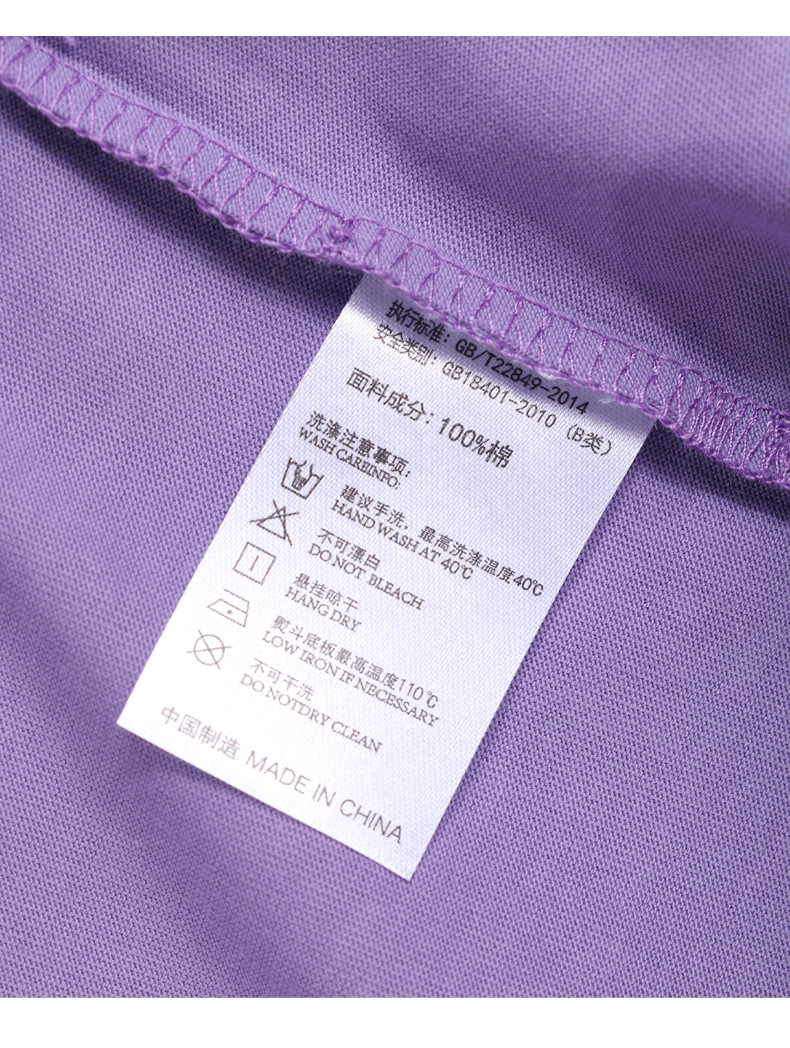 执行标准: GB/T22849-2014
安全类别: GB18401-2010 (B类)
面料成分: 100%棉
洗涤注意事项:
WASH CAREINFO:
建议手洗, 最高洗涤温度40℃
HAND WASH AT 40℃
不可漂白
DO NOT BLEACH
悬挂晾干
HANG DRY
熨斗底板最高温度110℃
LOW IRON IF NECESSARY
不可干洗
DO NOTDRY CLEAN
中国制造 MADE IN CHINA